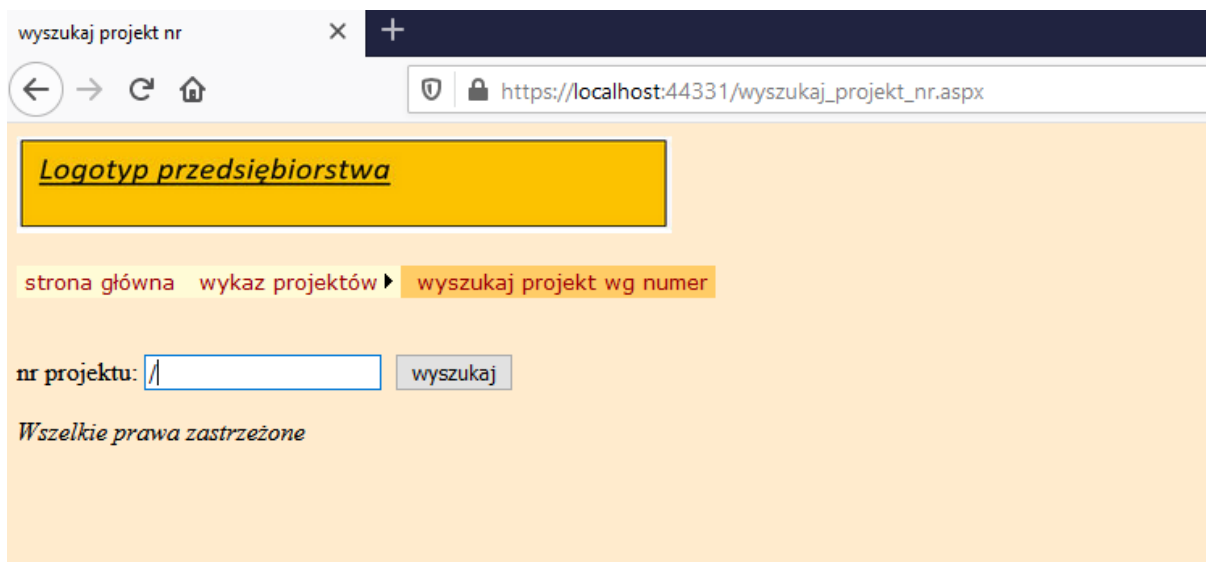 wyszukaj projekt nr
https://localhost:44331/wyszukaj_projekt_nr.aspx
Logotyp przedsiębiorstwa
strona główna wykaz projektów wyszukaj projekt wg numer
nr projektu: / wyszukaj
Wszelkie prawa zastrzeżone